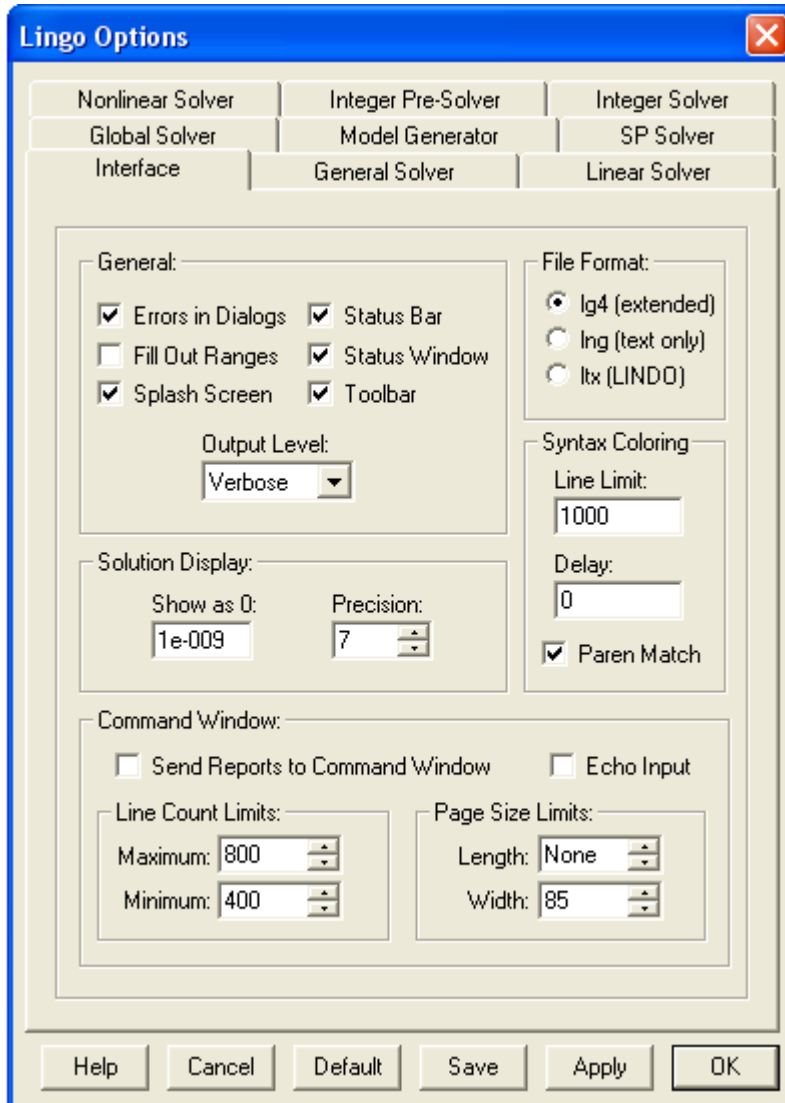 Lingo Options
Nonlinear Solver
Integer Pre-Solver
Integer Solver
Global Solver
Model Generator
SP Solver
Interface
General Solver
Linear Solver
General:
Errors in Dialogs
Status Bar
Fill Out Ranges
Status Window
Splash Screen
Toolbar
Output Level:
Verbose
File Format:
lg4 (extended)
lng (text only)
ltx (LINDO)
Syntax Coloring
Line Limit:
1000
Delay:
0
Paren Match
Solution Display:
Show as 0:
Precision:
1e-009
7
Command Window:
Send Reports to Command Window
Echo Input
Line Count Limits:
Maximum: 800
Minimum: 400
Page Size Limits:
Length: None
Width: 85
Help
Cancel
Default
Save
Apply
OK